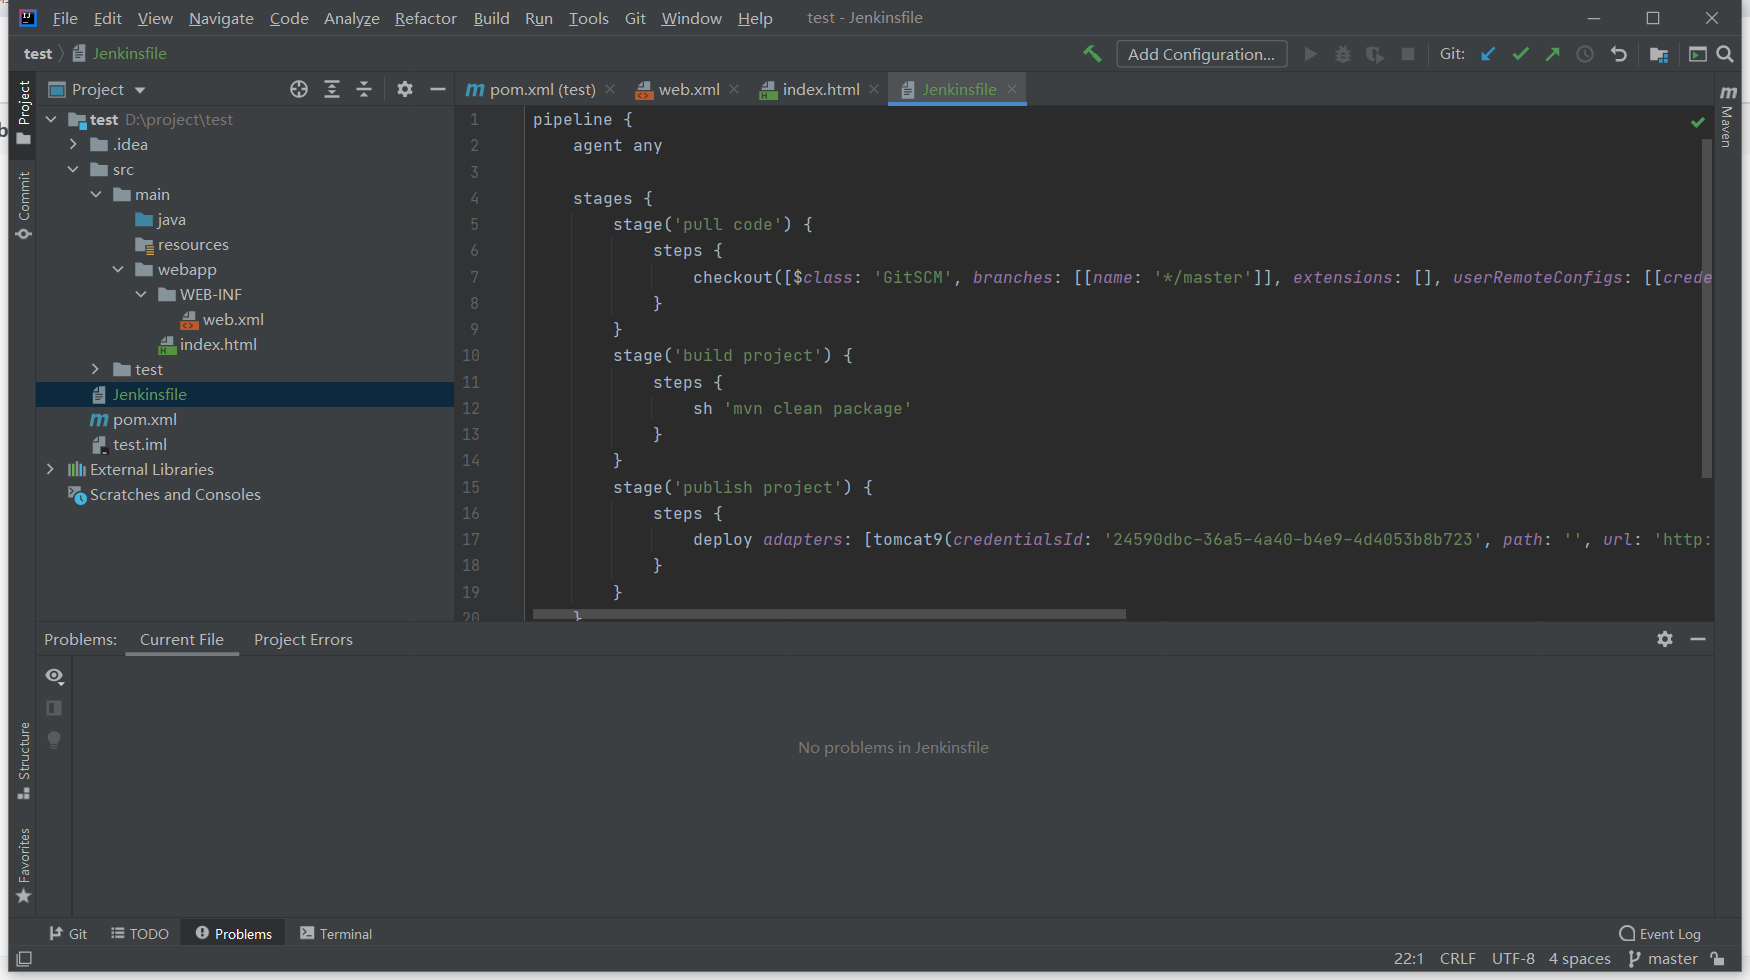 File Edit View Navigate Code Analyze Refactor Build Run Tools Git Window Help test - Jenkinsfile
test Jenkinsfile Add Configuration... Git:
Project
pom.xml (test) web.xml index.html Jenkinsfile
Project
Commit
Structure
Favorites
Maven
test D:\project\test
.idea
src
main
java
resources
webapp
WEB-INF
web.xml
index.html
test
Jenkinsfile
pom.xml
test.iml
External Libraries
Scratches and Consoles
1 pipeline {
2     agent any
3
4     stages {
5         stage('pull code') {
6             steps {
7                 checkout([$class: 'GitSCM', branches: [[name: '*/master']], extensions: [], userRemoteConfigs: [[crede
8             }
9         }
10         stage('build project') {
11             steps {
12                 sh 'mvn clean package'
13             }
14         }
15         stage('publish project') {
16             steps {
17                 deploy adapters: [tomcat9(credentialsId: '24590dbc-36a5-4a40-b4e9-4d4053b8b723', path: '', url: 'http:
18             }
19         }
20     }
Problems: Current File Project Errors
No problems in Jenkinsfile
Git TODO Problems Terminal Event Log
22:1 CRLF UTF-8 4 spaces master